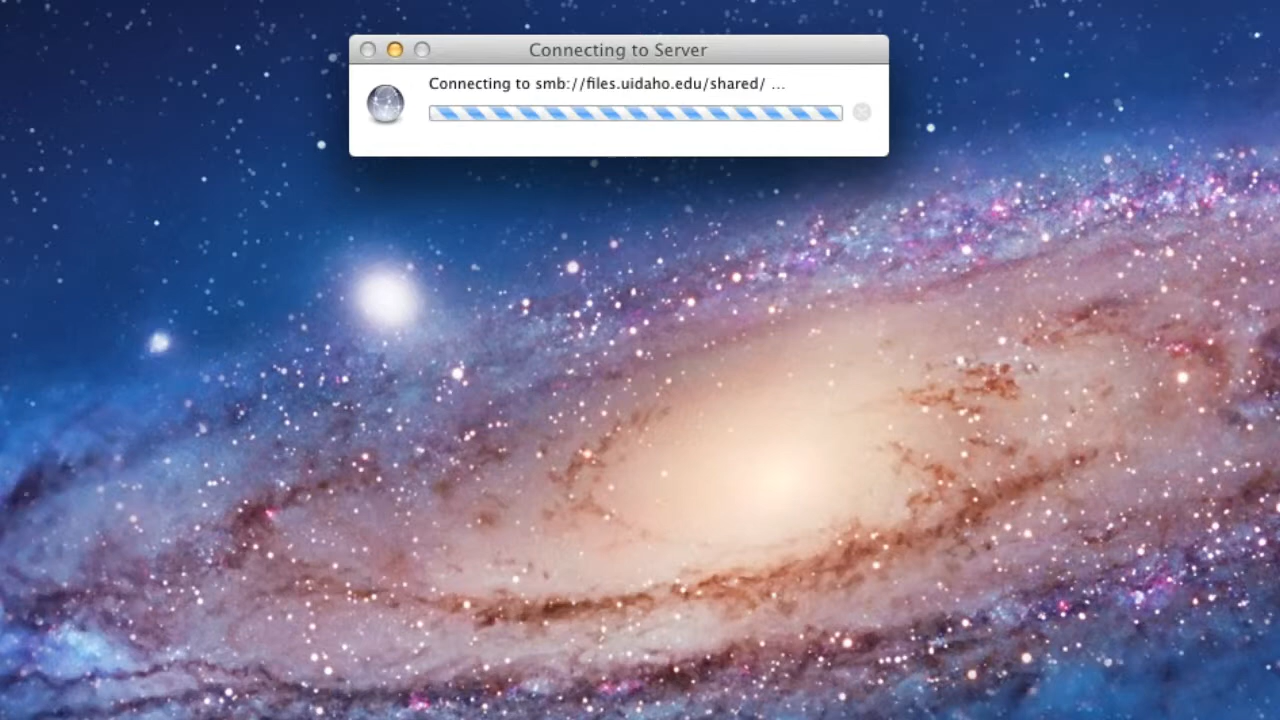 Connecting to Server
Connecting to smb://files.uidaho.edu/shared/ ...